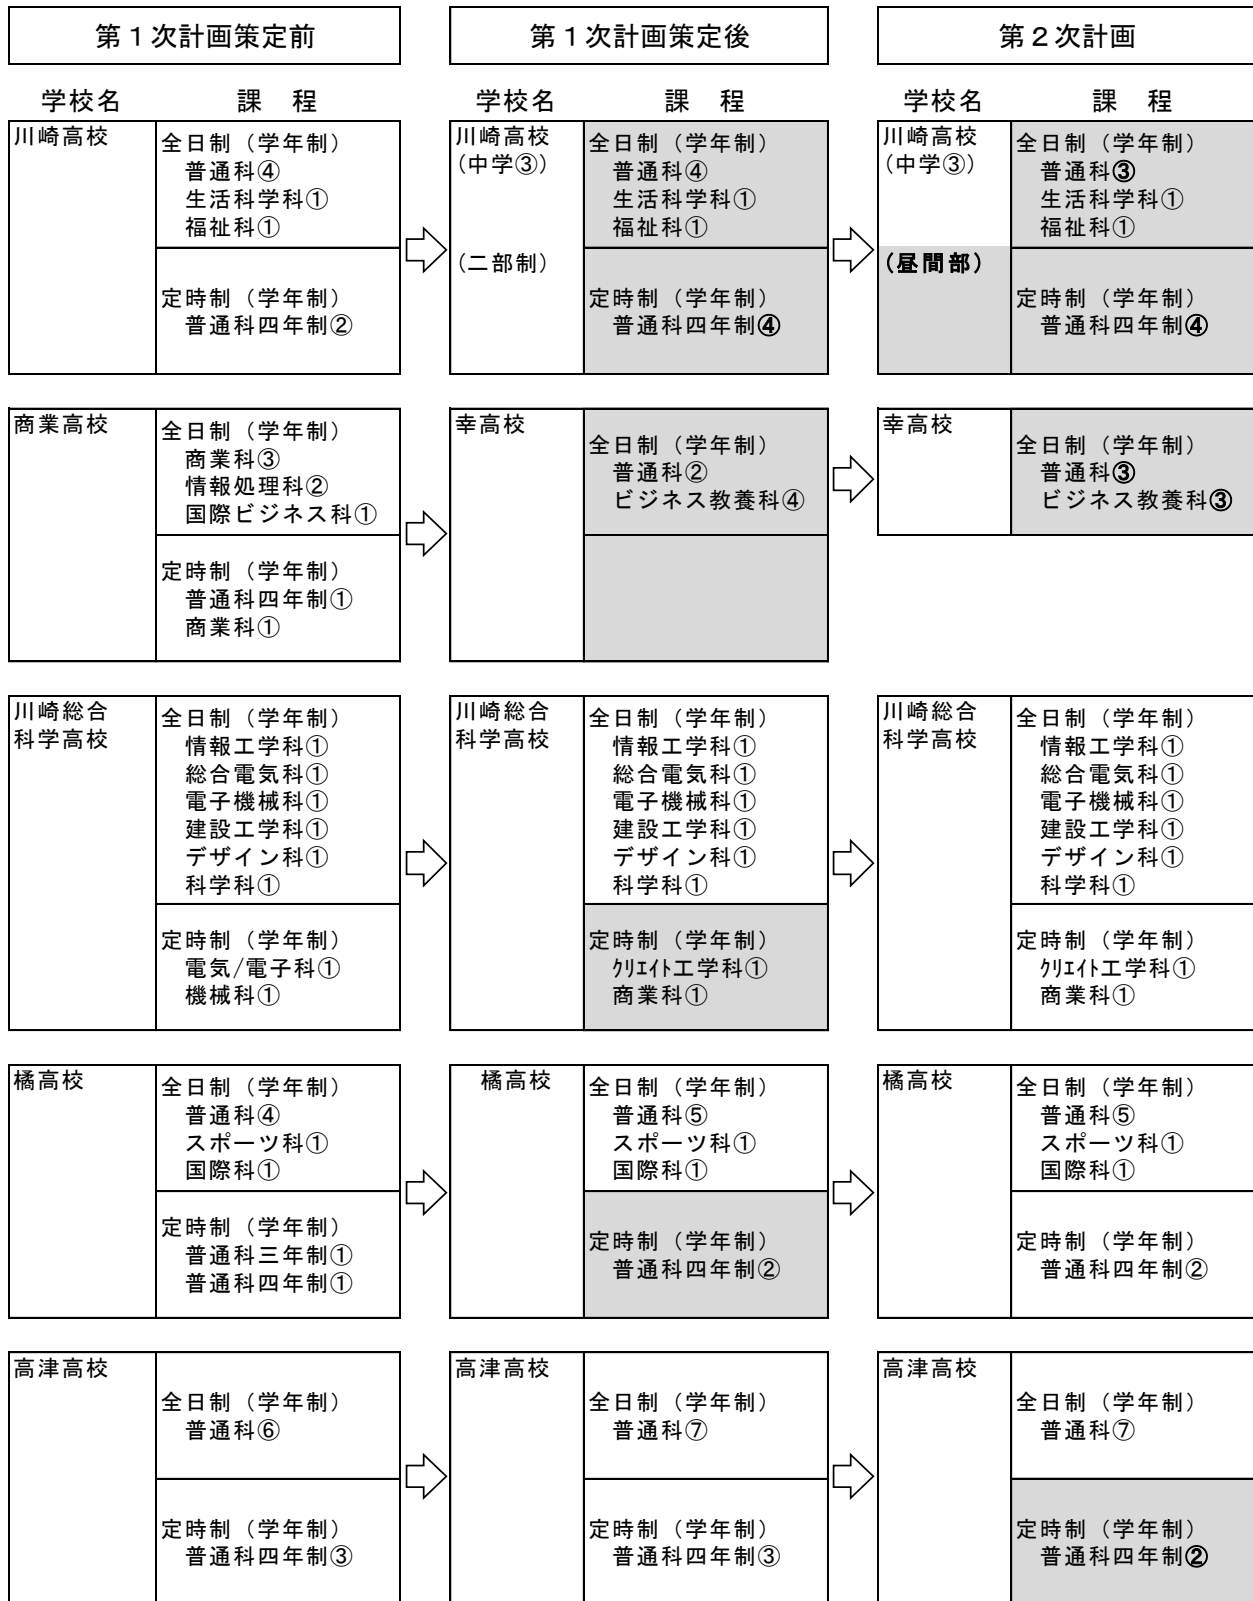 第１次計画策定前
第１次計画策定後
第２次計画
学校名　課　程
学校名　課　程
学校名　課　程
川崎高校
全日制（学年制）
普通科④
生活科学科①
福祉科①
定時制（学年制）
普通科四年制②
川崎高校
(中学③)
(二部制)
全日制（学年制）
普通科④
生活科学科①
福祉科①
定時制（学年制）
普通科四年制④
川崎高校
(中学③)
(昼間部)
全日制（学年制）
普通科③
生活科学科①
福祉科①
定時制（学年制）
普通科四年制④
商業高校
全日制（学年制）
商業科③
情報処理科②
国際ビジネス科①
定時制（学年制）
普通科四年制①
商業科①
幸高校
全日制（学年制）
普通科②
ビジネス教養科④
幸高校
全日制（学年制）
普通科③
ビジネス教養科③
川崎総合
科学高校
全日制（学年制）
情報工学科①
総合電気科①
電子機械科①
建設工学科①
デザイン科①
科学科①
定時制（学年制）
電気/電子科①
機械科①
川崎総合
科学高校
全日制（学年制）
情報工学科①
総合電気科①
電子機械科①
建設工学科①
デザイン科①
科学科①
定時制（学年制）
ｸﾘｴｲﾄ工学科①
商業科①
川崎総合
科学高校
全日制（学年制）
情報工学科①
総合電気科①
電子機械科①
建設工学科①
デザイン科①
科学科①
定時制（学年制）
ｸﾘｴｲﾄ工学科①
商業科①
橘高校
全日制（学年制）
普通科④
スポーツ科①
国際科①
定時制（学年制）
普通科三年制①
普通科四年制①
橘高校
全日制（学年制）
普通科⑤
スポーツ科①
国際科①
定時制（学年制）
普通科四年制②
橘高校
全日制（学年制）
普通科⑤
スポーツ科①
国際科①
定時制（学年制）
普通科四年制②
高津高校
全日制（学年制）
普通科⑥
定時制（学年制）
普通科四年制③
高津高校
全日制（学年制）
普通科⑦
定時制（学年制）
普通科四年制③
高津高校
全日制（学年制）
普通科⑦
定時制（学年制）
普通科四年制②